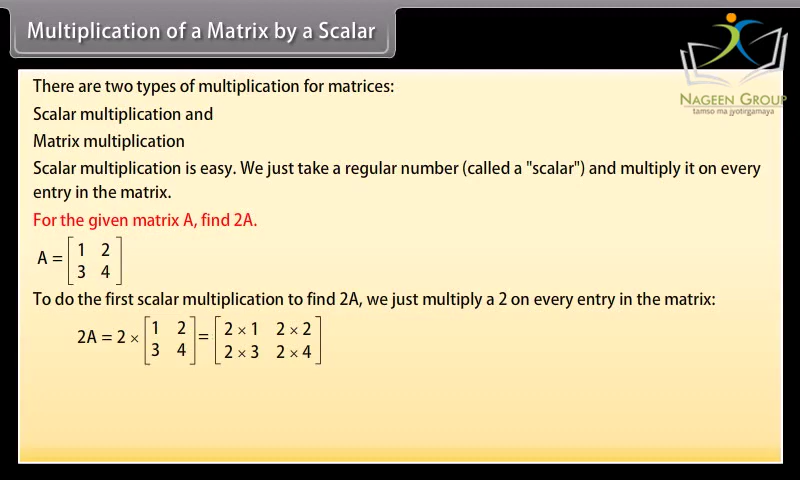 Multiplication of a Matrix by a Scalar
NAGEEN GROUP
tamso ma jyotirgamaya
There are two types of multiplication for matrices:
Scalar multiplication and
Matrix multiplication
Scalar multiplication is easy. We just take a regular number (called a "scalar") and multiply it on every
entry in the matrix.
For the given matrix A, find 2A.
A = [1 2
3 4]
To do the first scalar multiplication to find 2A, we just multiply a 2 on every entry in the matrix:
2A = 2 × [1 2 = [2 × 1 2 × 2
3 4] 2 × 3 2 × 4]